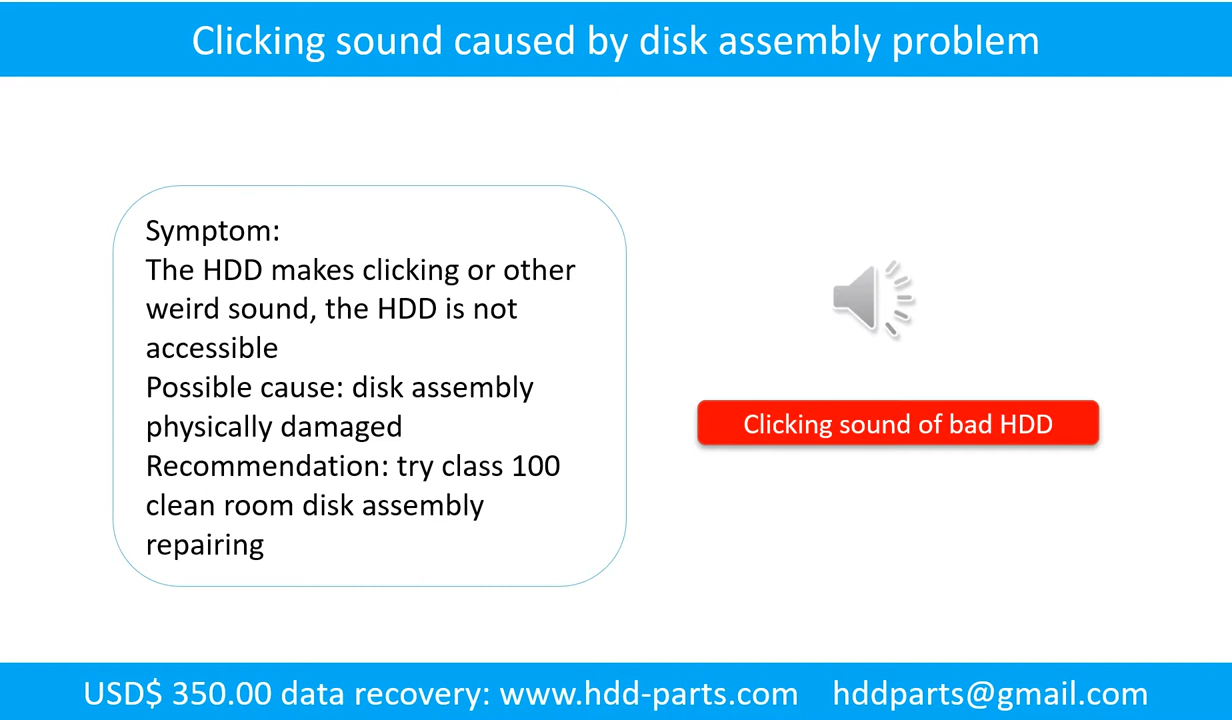 Clicking sound caused by disk assembly problem
Symptom:
The HDD makes clicking or other
weird sound, the HDD is not
accessible
Possible cause: disk assembly
physically damaged
Recommendation: try class 100
clean room disk assembly
repairing
Clicking sound of bad HDD
USD$ 350.00 data recovery: www.hdd-parts.com hddparts@gmail.com